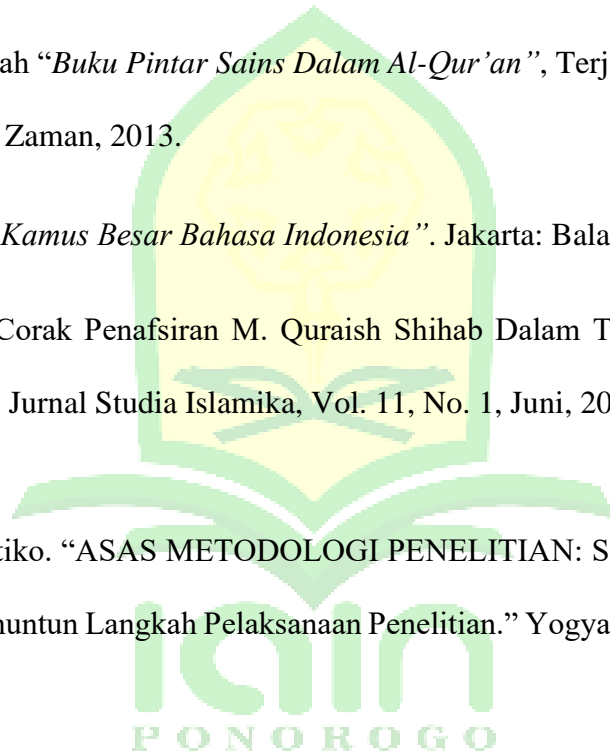 ah “Buku Pintar Sains Dalam Al-Qur’an”, Terj
Zaman, 2013.
Kamus Besar Bahasa Indonesia”. Jakarta: Bala
Corak Penafsiran M. Quraish Shihab Dalam T
Jurnal Studia Islamika, Vol. 11, No. 1, Juni, 20
tiko. “ASAS METODOLOGI PENELITIAN: S
nuntun Langkah Pelaksanaan Penelitian.” Yogya
iain
PONOROGO